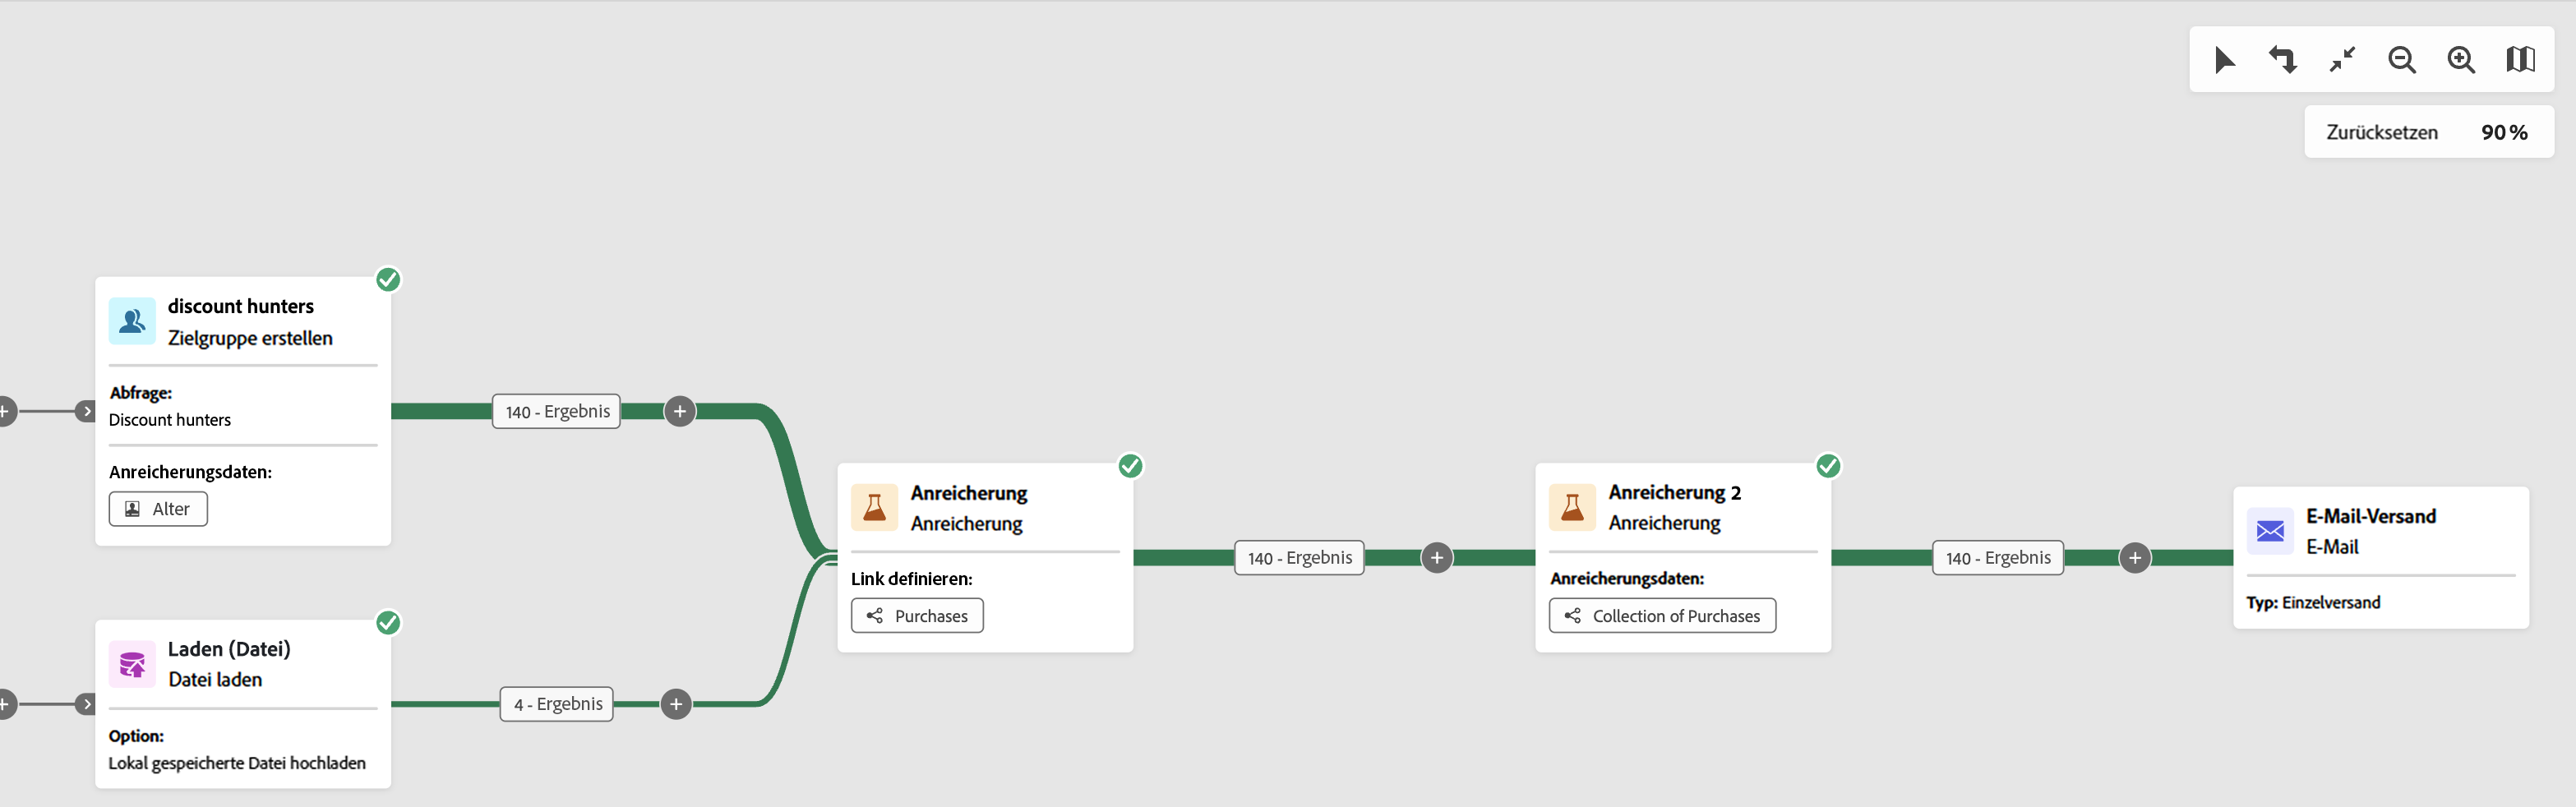 Zurücksetzen 90 %
discount hunters
Zielgruppe erstellen
Abfrage:
Discount hunters
Anreicherungsdaten:
Alter
140 - Ergebnis
Laden (Datei)
Datei laden
Option:
Lokal gespeicherte Datei hochladen
4 - Ergebnis
Anreicherung
Anreicherung
Link definieren:
Purchases
140 - Ergebnis
Anreicherung 2
Anreicherung
Anreicherungsdaten:
Collection of Purchases
140 - Ergebnis
E-Mail-Versand
E-Mail
Typ: Einzelversand